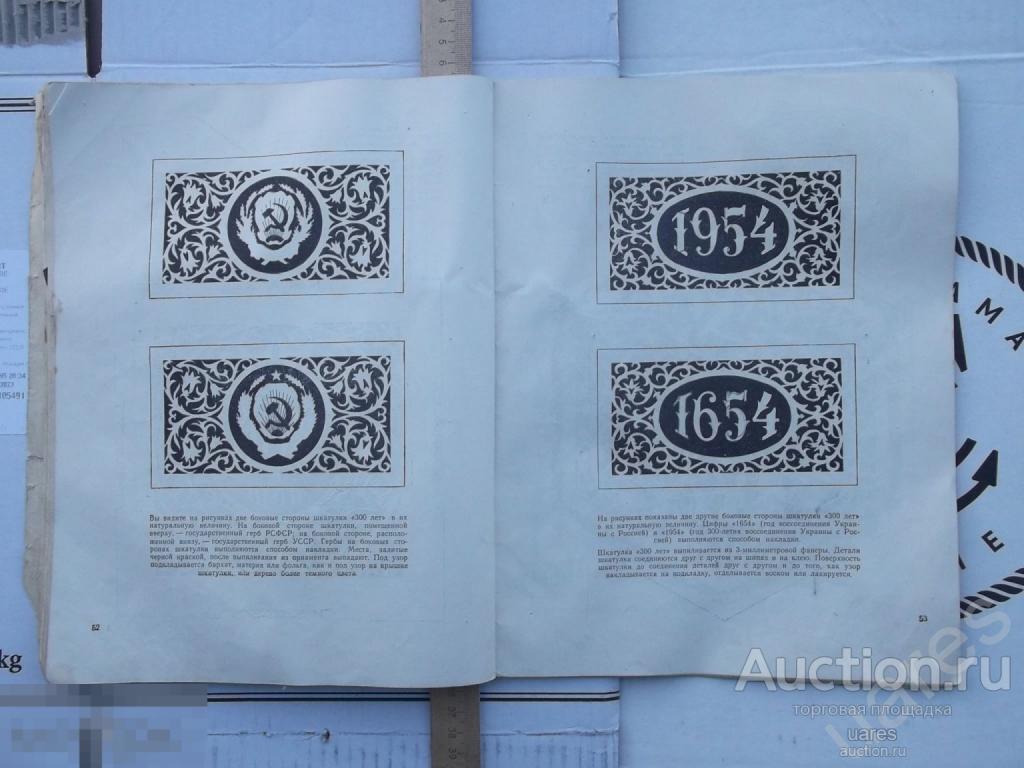 Вы видите на рисунках две боковые стороны шкатулки «300 лет» в их
натуральную величину. На боковой стороне шкатулки, помещенной
вверху, — государственный герб РСФСР, на боковой стороне, располо-
женной внизу, — государственный герб УССР. Гербы на боковых сто-
ронах шкатулки выполняются способом накладки. Места, залитые
черной краской, после выпиливания из орнамента выпадают. Под узор
подкладывается бархат, материя или фольга, как и под узор на крышке
шкатулки, или дерево более темного цвета.
52
1954
1654
На рисунках показаны две другие боковые стороны шкатулки «300 лет»
в их натуральную величину. Цифры «1654» (год воссоединения Украи-
ны с Россией) и «1954» (год 300-летия воссоединения Украины с Рос-
сией) выполняются способом накладки.
Шкатулка «300 лет» выпиливается из 3-миллиметровой фанеры. Детали
шкатулки соединяются друг с другом на шипах и на клею. Поверхность
шкатулки до соединения деталей друг с другом и до того, как узор
накладывается на подкладку, отделывается воском или лакируется.
53
kg
Auction.ru
торговая площадка
uares
auction.ru